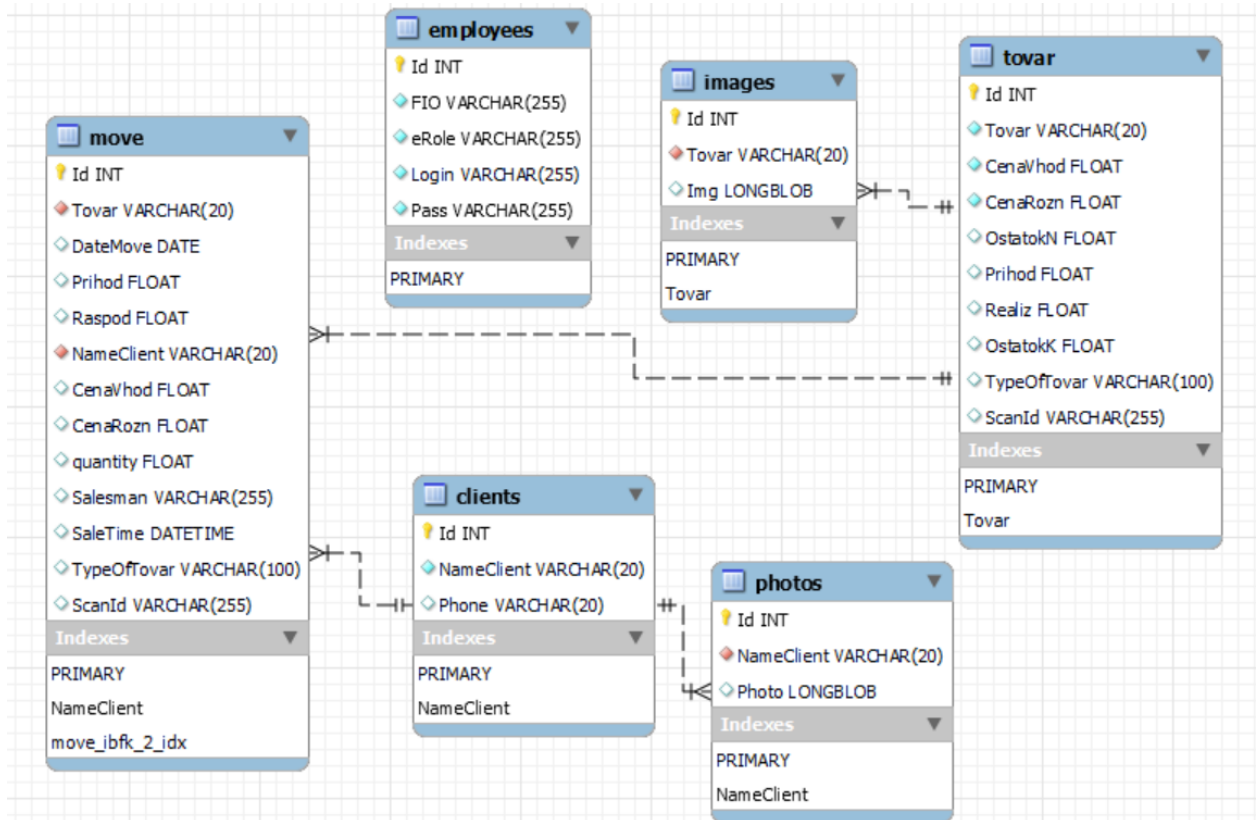 employees
Id INT
FIO VARCHAR(255)
eRole VARCHAR(255)
Login VARCHAR(255)
Pass VARCHAR(255)
Indexes
PRIMARY
images
Id INT
Tovar VARCHAR(20)
Img LONGBLOB
Indexes
PRIMARY
Tovar
tovar
Id INT
Tovar VARCHAR(20)
CenaVhod FLOAT
CenaRozn FLOAT
OstatokN FLOAT
Prihod FLOAT
Realiz FLOAT
OstatokK FLOAT
TypeOfTovar VARCHAR(100)
ScanId VARCHAR(255)
Indexes
PRIMARY
Tovar
move
Id INT
Tovar VARCHAR(20)
DateMove DATE
Prihod FLOAT
Raspod FLOAT
NameClient VARCHAR(20)
CenaVhod FLOAT
CenaRozn FLOAT
quantity FLOAT
Salesman VARCHAR(255)
SaleTime DATETIME
TypeOfTovar VARCHAR(100)
ScanId VARCHAR(255)
Indexes
PRIMARY
NameClient
move_ibfk_2_idx
clients
Id INT
NameClient VARCHAR(20)
Phone VARCHAR(20)
Indexes
PRIMARY
NameClient
photos
Id INT
NameClient VARCHAR(20)
Photo LONGBLOB
Indexes
PRIMARY
NameClient